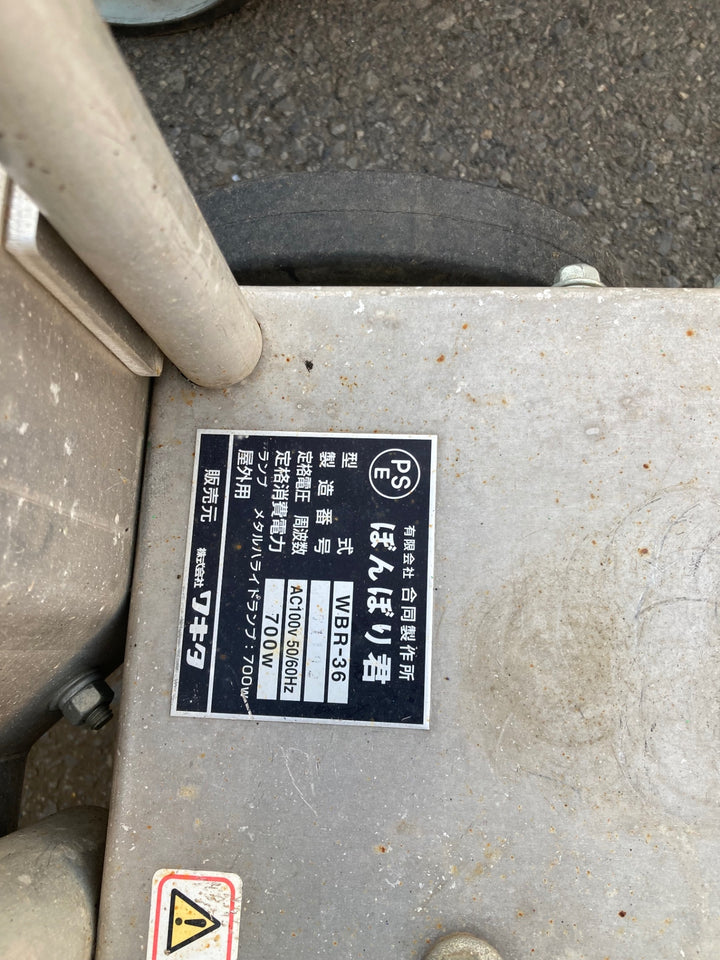 PS
E
有限会社 合同製作所
ぼんぼり君
型式 WBR-36
製造番号
定格電圧 周波数 AC100v 50/60Hz
定格消費電力 700W
ランプ メタルハライドランプ:700W
屋外用
販売元 株式会社 ワキタ